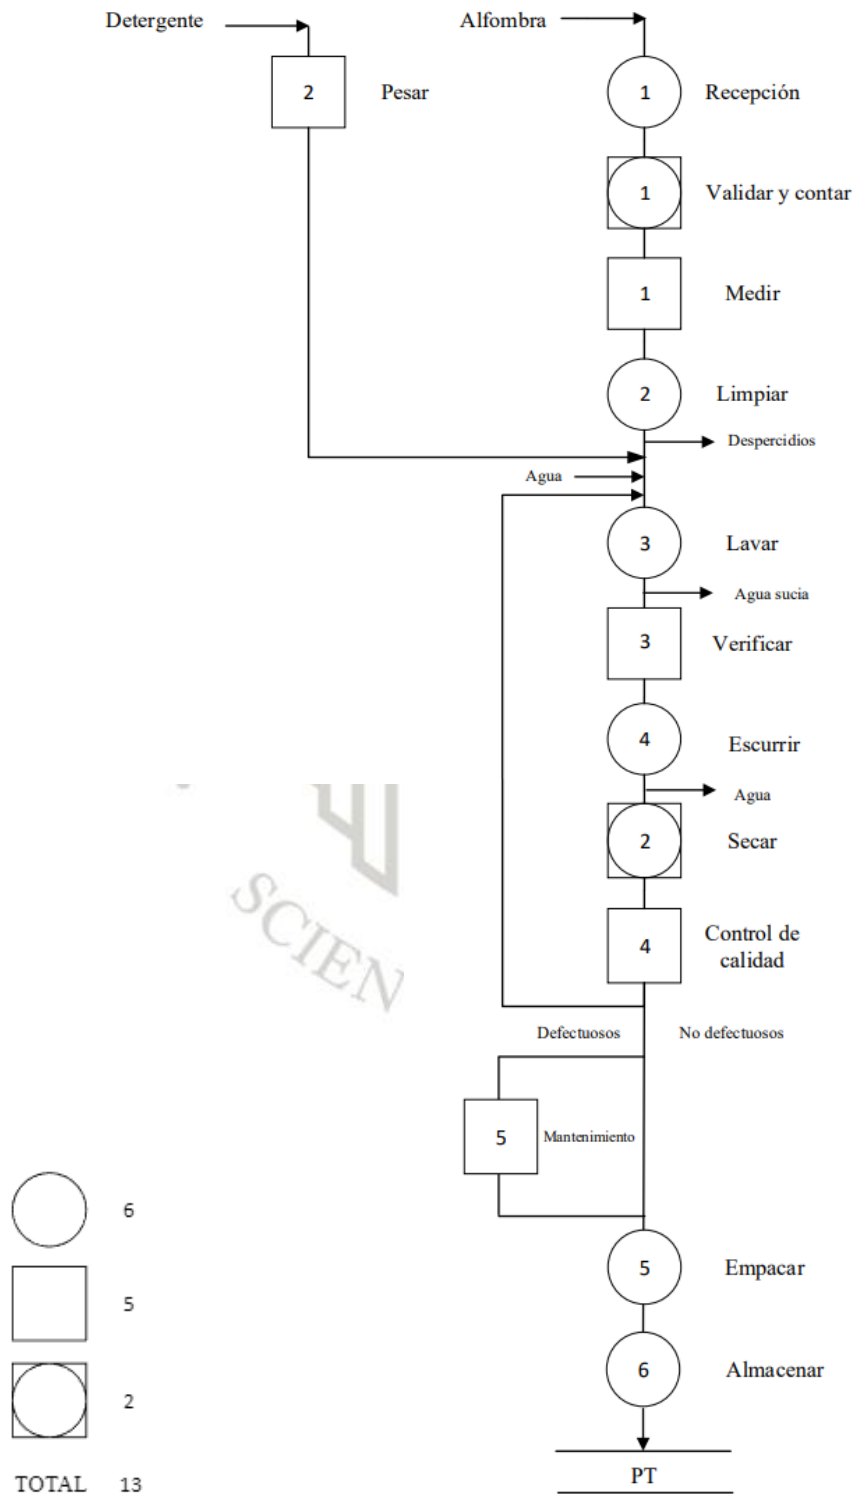 Detergente
Alfombra
2
Pesar
1
Recepción
1
Validar y contar
1
Medir
2
Limpiar
Despercidios
Agua
3
Lavar
Agua sucia
3
Verificar
4
Escurrir
Agua
2
Secar
SCIEN
4
Control de
calidad
Defectuosos
No defectuosos
5
Mantenimiento
6
5
Empacar
5
6
Almacenar
2
PT
TOTAL 13